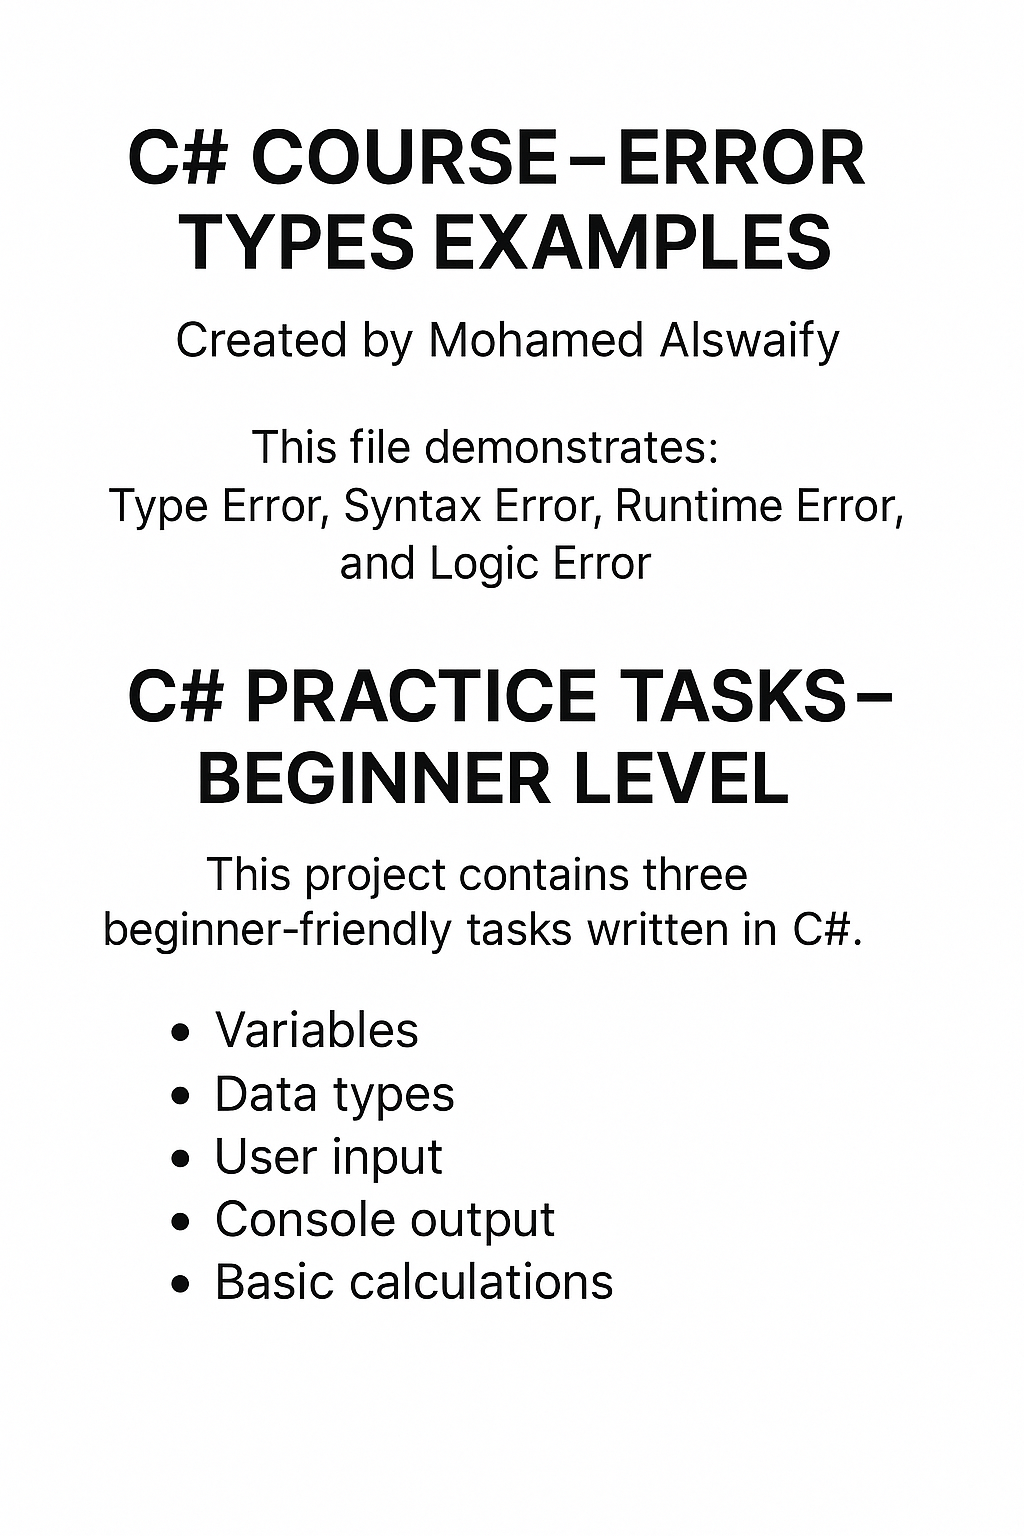 C# COURSE – ERROR
TYPES EXAMPLES
Created by Mohamed Alswaify
This file demonstrates:
Type Error, Syntax Error, Runtime Error,
and Logic Error
C# PRACTICE TASKS –
BEGINNER LEVEL
This project contains three
beginner-friendly tasks written in C#.
• Variables
• Data types
• User input
• Console output
• Basic calculations